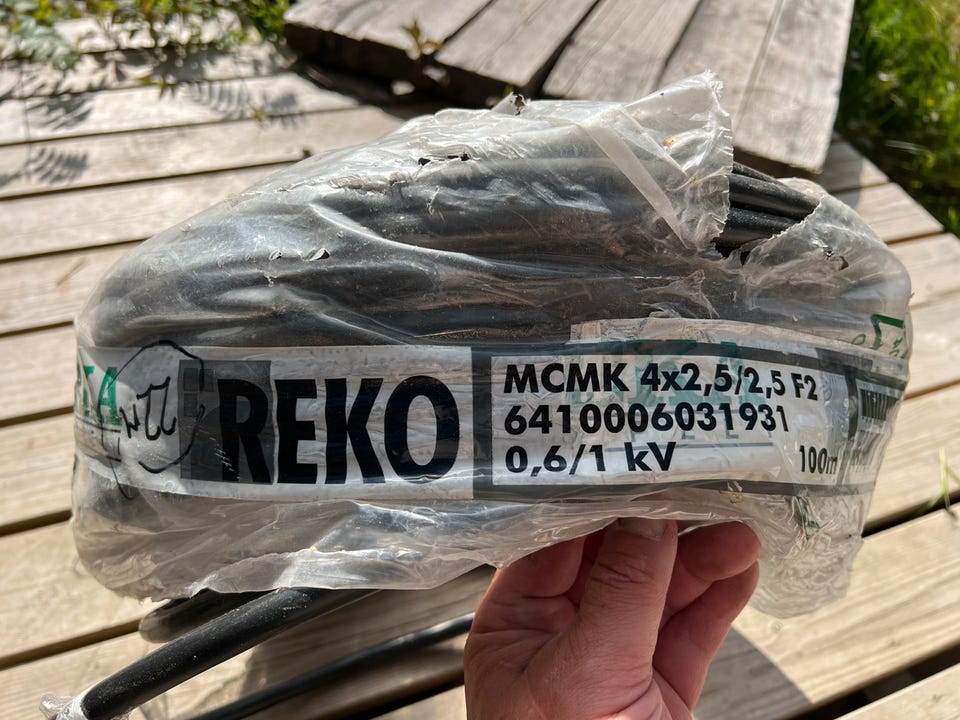 REKO
MCMK 4x2,5/2,5 F2
6410006031931
0,6/1 kV 100m